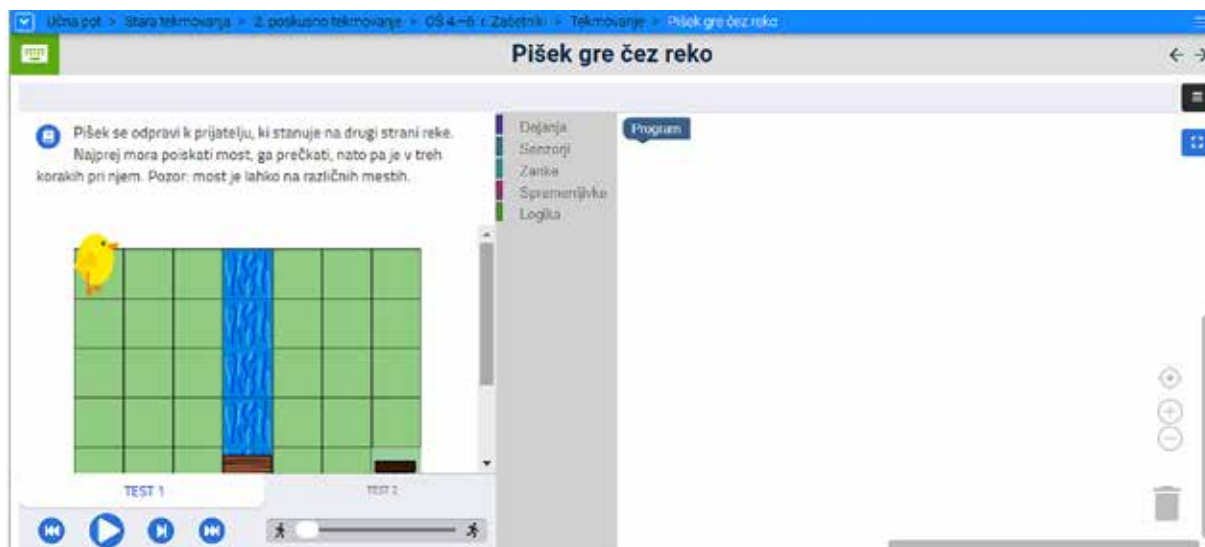 Učna pot > Stara tekmovanja > 2. poskusno tekmovanje > OŠ 4.–6. r. Začetniki > Tekmovanje > Pišek gre čez reko
Pišek gre čez reko
Pišek se odpravi k prijatelju, ki stanuje na drugi strani reke.
Najprej mora poiskati most, ga prečkati, nato pa je v treh
korakih pri njem. Pozor: most je lahko na različnih mestih.
Dejanja
Senzorji
Zanke
Spremenljivke
Logika
Program
TEST 1
TEST 2